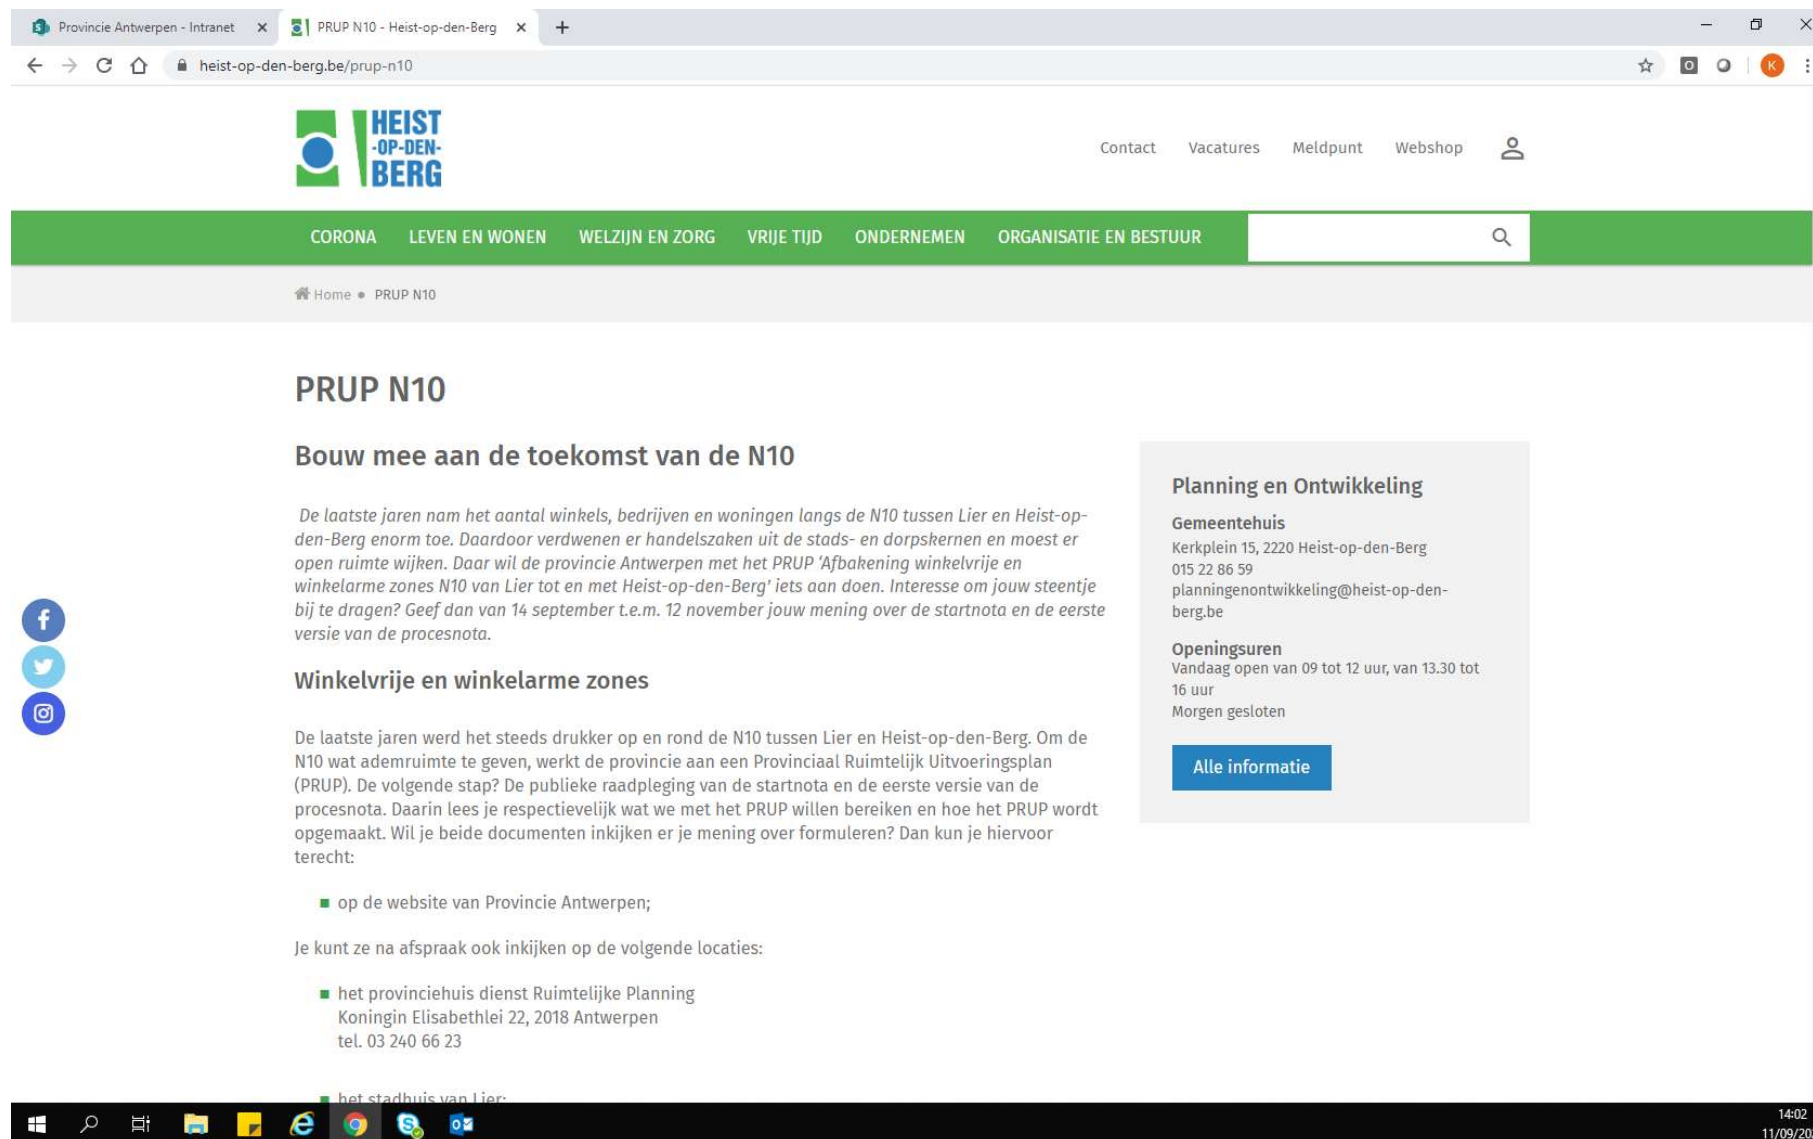 Provincie Antwerpen - Intranet
PRUP N10 - Heist-op-den-Berg
heist-op-den-berg.be/prup-n10
K
HEIST
-OP-DEN-
BERG
Contact Vacatures Meldpunt Webshop
CORONA LEVEN EN WONEN WELZIJN EN ZORG VRIJE TIJD ONDERNEMEN ORGANISATIE EN BESTUUR
Home • PRUP N10
PRUP N10
Bouw mee aan de toekomst van de N10
De laatste jaren nam het aantal winkels, bedrijven en woningen langs de N10 tussen Lier en Heist-op-
den-Berg enorm toe. Daardoor verdwenen er handelszaken uit de stads- en dorpskernen en moest er
open ruimte wijken. Daar wil de provincie Antwerpen met het PRUP ‘Afbakening winkelvrije en
winkelarme zones N10 van Lier tot en met Heist-op-den-Berg’ iets aan doen. Interesse om jouw steentje
bij te dragen? Geef dan van 14 september t.e.m. 12 november jouw mening over de startnota en de eerste
versie van de procesnota.
Winkelvrije en winkelarme zones
De laatste jaren werd het steeds drukker op en rond de N10 tussen Lier en Heist-op-den-Berg. Om de
N10 wat ademruimte te geven, werkt de provincie aan een Provinciaal Ruimtelijk Uitvoeringsplan
(PRUP). De volgende stap? De publieke raadpleging van de startnota en de eerste versie van de
procesnota. Daarin lees je respectievelijk wat we met het PRUP willen bereiken en hoe het PRUP wordt
opgemaakt. Wil je beide documenten inkijken er je mening over formuleren? Dan kun je hiervoor
terecht:
op de website van Provincie Antwerpen;
Je kunt ze na afspraak ook inkijken op de volgende locaties:
het provinciehuis dienst Ruimtelijke Planning
Koningin Elisabethlei 22, 2018 Antwerpen
tel. 03 240 66 23
het stadhuis van Lier:
Planning en Ontwikkeling
Gemeentehuis
Kerkplein 15, 2220 Heist-op-den-Berg
015 22 86 59
planningenontwikkeling@heist-op-den-
berg.be
Openingsuren
Vandaag open van 09 tot 12 uur, van 13.30 tot
16 uur
Morgen gesloten
Alle informatie
14:02
11/09/20